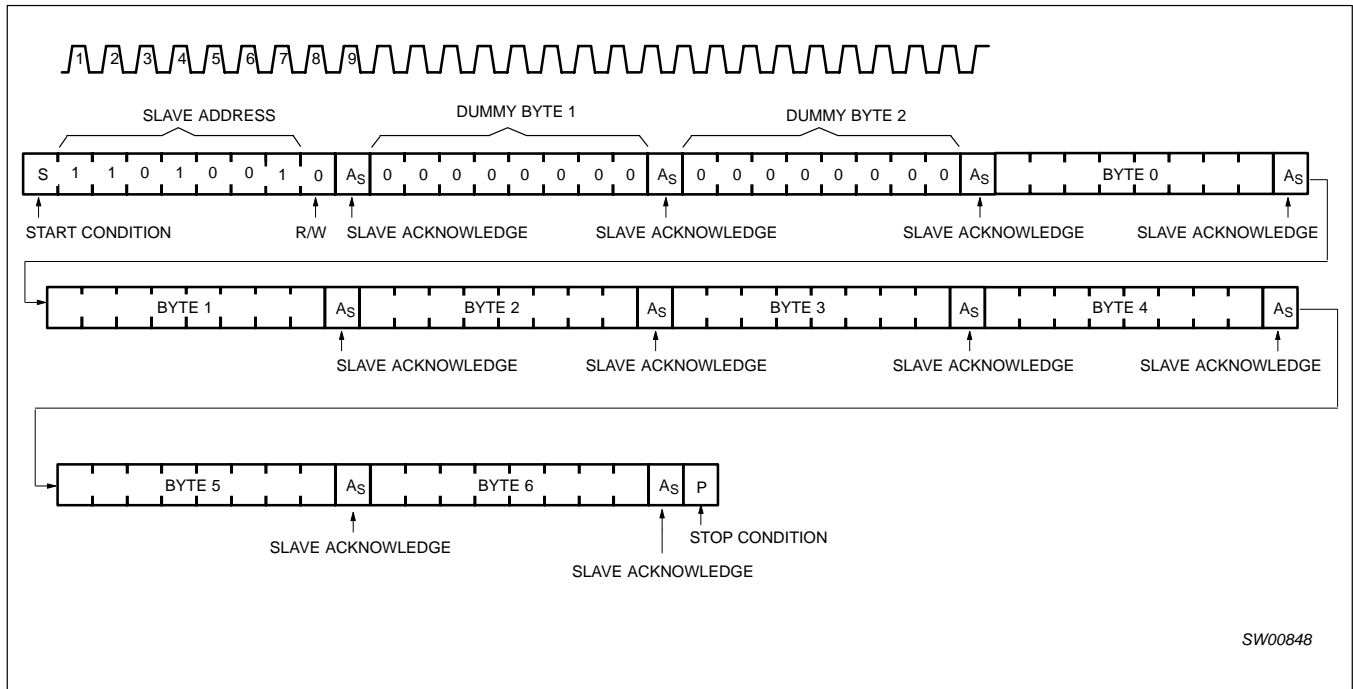 1 2 3 4 5 6 7 8 9
SLAVE ADDRESS DUMMY BYTE 1 DUMMY BYTE 2
S 1 1 0 1 0 0 1 0 AS 0 0 0 0 0 0 0 0 AS 0 0 0 0 0 0 0 0 AS BYTE 0 AS
START CONDITION R/W SLAVE ACKNOWLEDGE SLAVE ACKNOWLEDGE SLAVE ACKNOWLEDGE SLAVE ACKNOWLEDGE
BYTE 1 AS BYTE 2 AS BYTE 3 AS BYTE 4 AS
SLAVE ACKNOWLEDGE SLAVE ACKNOWLEDGE SLAVE ACKNOWLEDGE SLAVE ACKNOWLEDGE
BYTE 5 AS BYTE 6 AS P
SLAVE ACKNOWLEDGE STOP CONDITION
SLAVE ACKNOWLEDGE
SW00848